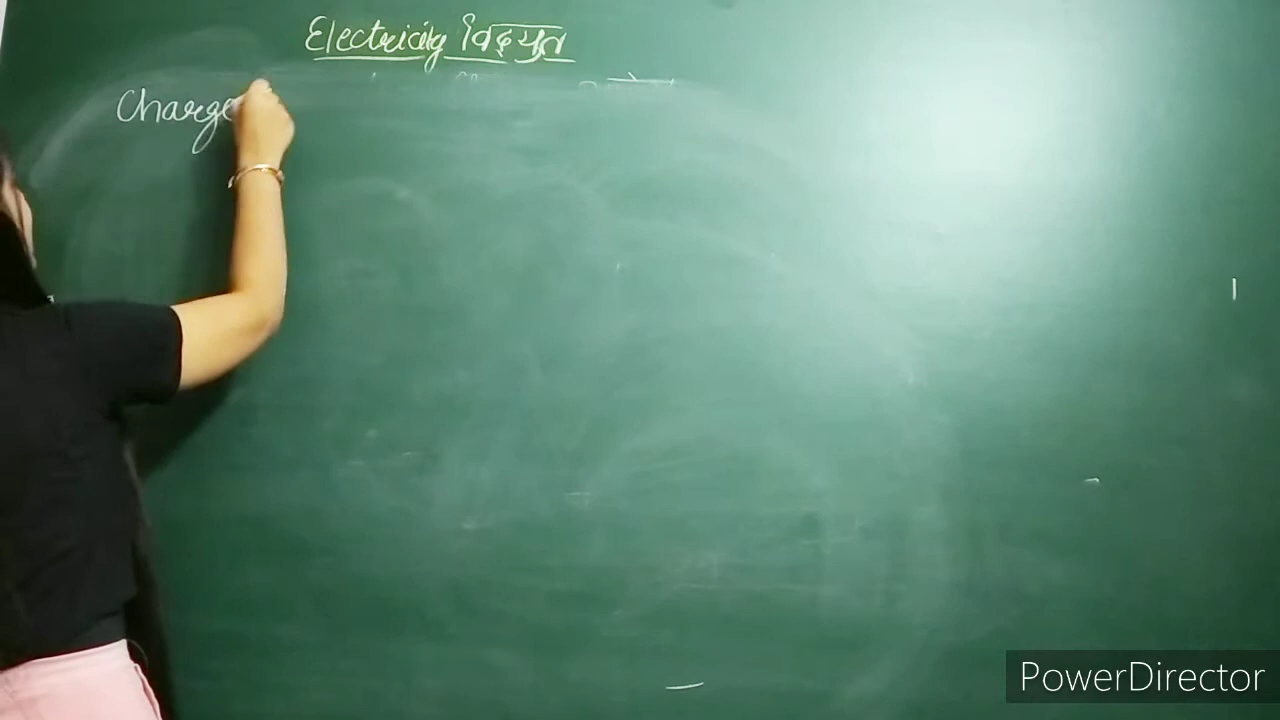 Electricity विद्युत
Charge
PowerDirector